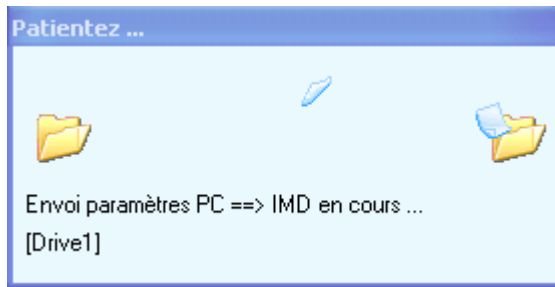 Patientez ...
Envoi paramètres PC ==> IMD en cours ...
[Drive1]